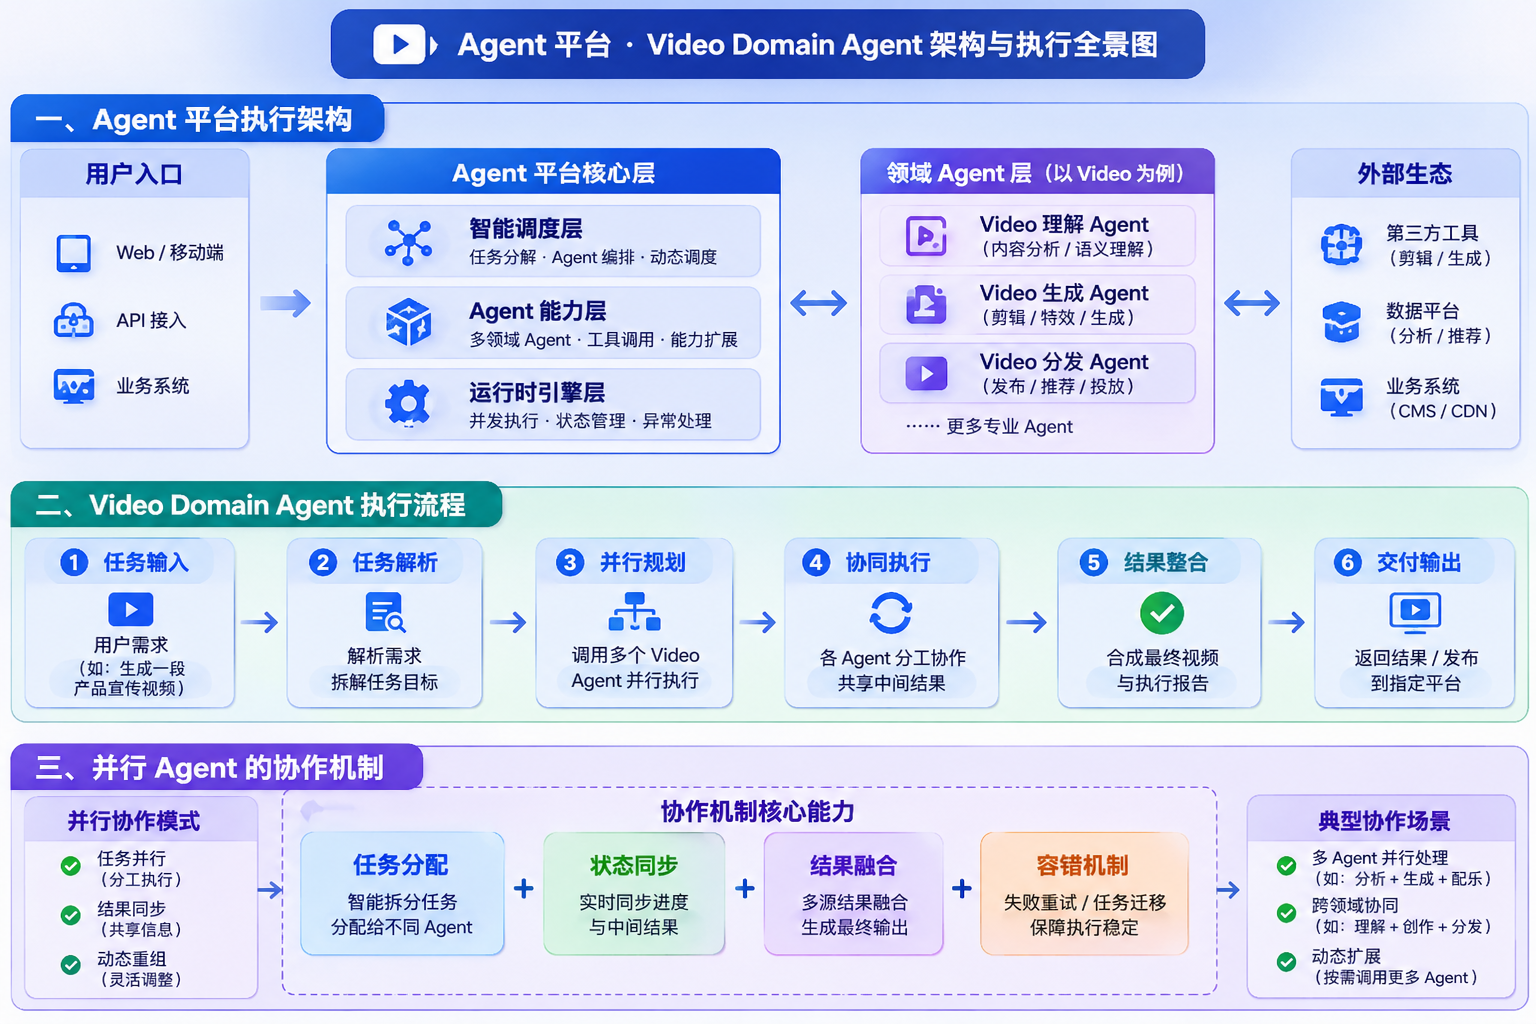 Agent 平台 · Video Domain Agent 架构与执行全景图
一、Agent 平台执行架构
用户入口
Web / 移动端
API 接入
业务系统
Agent 平台核心层
智能调度层
任务分解 · Agent 编排 · 动态调度
Agent 能力层
多领域 Agent · 工具调用 · 能力扩展
运行时引擎层
并发执行 · 状态管理 · 异常处理
领域 Agent 层（以 Video 为例）
Video 理解 Agent
（内容分析 / 语义理解）
Video 生成 Agent
（剪辑 / 特效 / 生成）
Video 分发 Agent
（发布 / 推荐 / 投放）
…… 更多专业 Agent
外部生态
第三方工具
（剪辑 / 生成）
数据平台
（分析 / 推荐）
业务系统
（CMS / CDN）
二、Video Domain Agent 执行流程
1 任务输入
用户需求
（如：生成一段
产品宣传视频）
2 任务解析
解析需求
拆解任务目标
3 并行规划
调用多个 Video
Agent 并行执行
4 协同执行
各 Agent 分工协作
共享中间结果
5 结果整合
合成最终视频
与执行报告
6 交付输出
返回结果 / 发布
到指定平台
三、并行 Agent 的协作机制
并行协作模式
任务并行
（分工执行）
结果同步
（共享信息）
动态重组
（灵活调整）
协作机制核心能力
任务分配
智能拆分任务
分配给不同 Agent
+
状态同步
实时同步进度
与中间结果
+
结果融合
多源结果融合
生成最终输出
+
容错机制
失败重试 / 任务迁移
保障执行稳定
典型协作场景
多 Agent 并行处理
（如：分析 + 生成 + 配乐）
跨领域协同
（如：理解 + 创作 + 分发）
动态扩展
（按需调用更多 Agent）